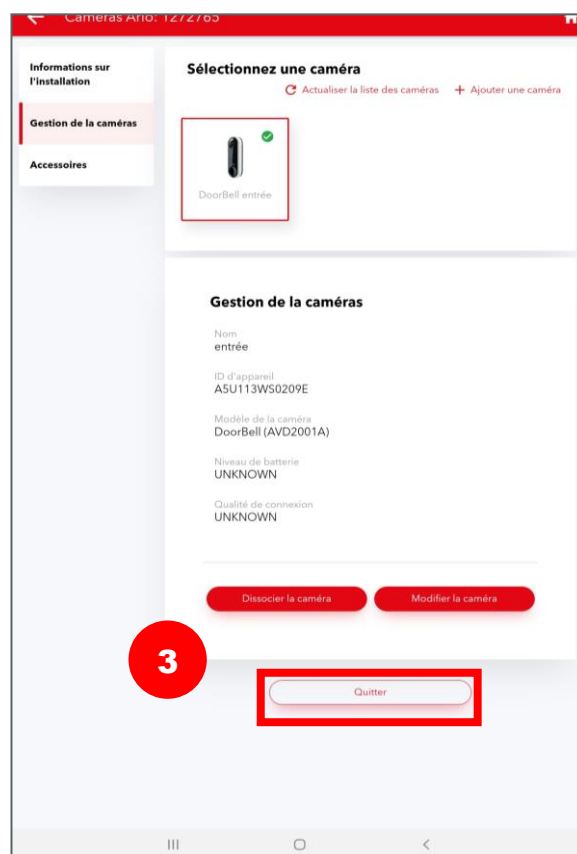 Caméras Arlo: 1272765
Informations sur
l'installation
Gestion de la caméras
Accessoires
Sélectionnez une caméra
Actualiser la liste des caméras + Ajouter une caméra
DoorBell entrée
Gestion de la caméras
Nom
entrée
ID d'appareil
A5U113WS0209E
Modèle de la caméra
DoorBell (AVD2001A)
Niveau de batterie
UNKNOWN
Qualité de connexion
UNKNOWN
Dissocier la caméra
Modifier la caméra
3
Quitter